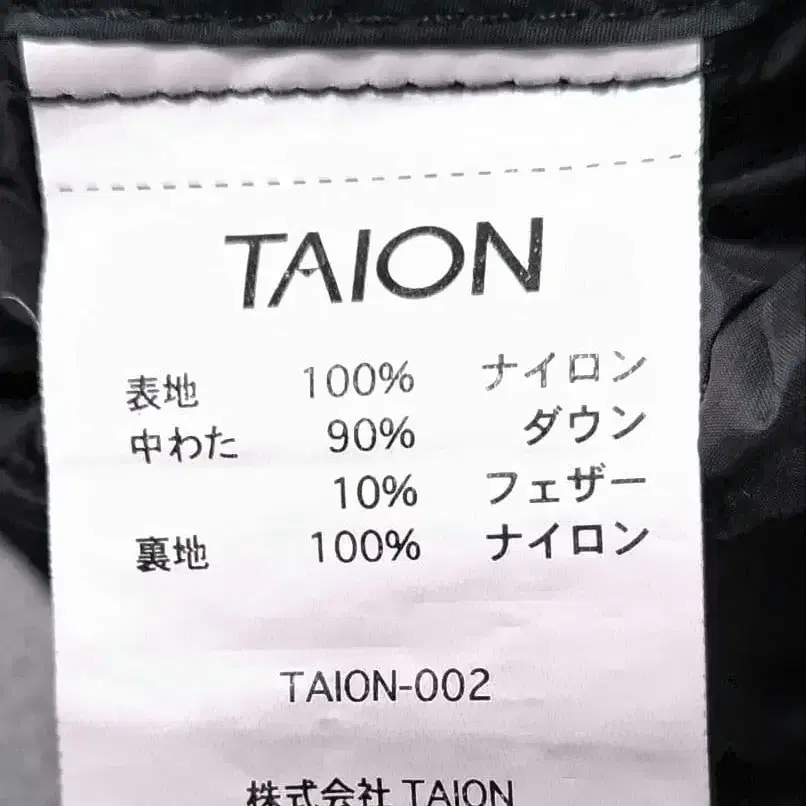 TAION
表地 100% ナイロン
中わた 90% ダウン
10% フェザー
裏地 100% ナイロン
TAION-002
株式会社 TAION